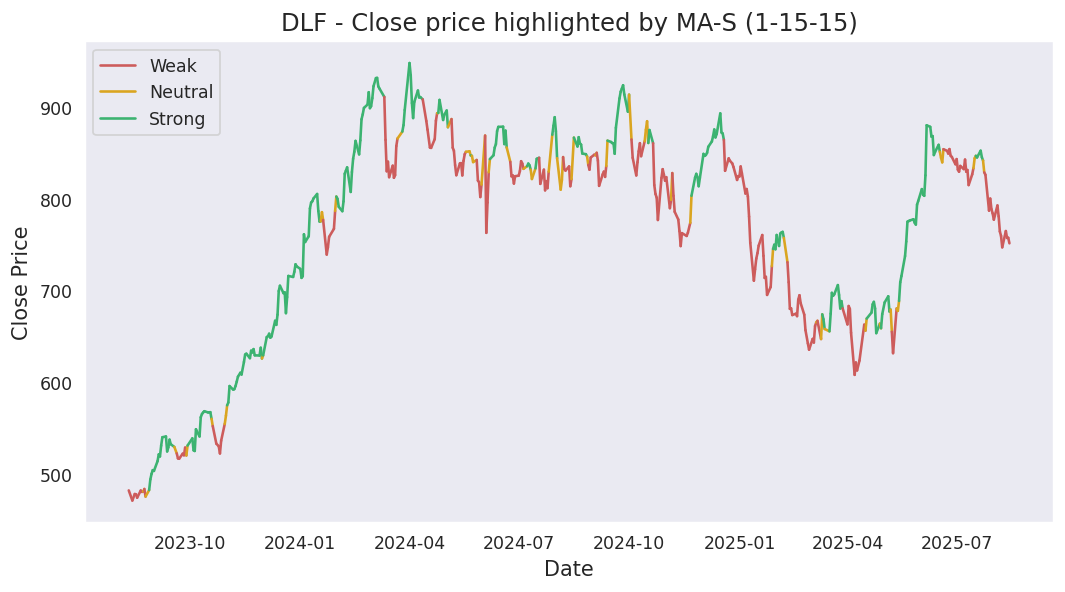 DLF - Close price highlighted by MA-S (1-15-15)
Weak
Neutral
Strong
Close Price
900
800
700
600
500
2023-10
2024-01
2024-04
2024-07
2024-10
2025-01
2025-04
2025-07
Date